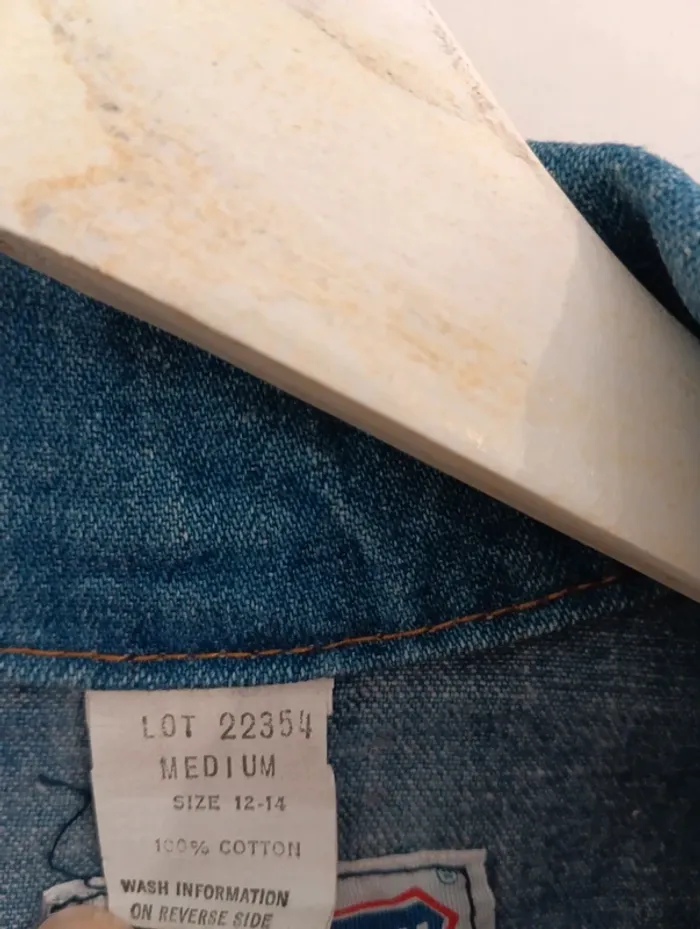 LOT 22354
MEDIUM
SIZE 12-14
100% COTTON
WASH INFORMATION
ON REVERSE SIDE